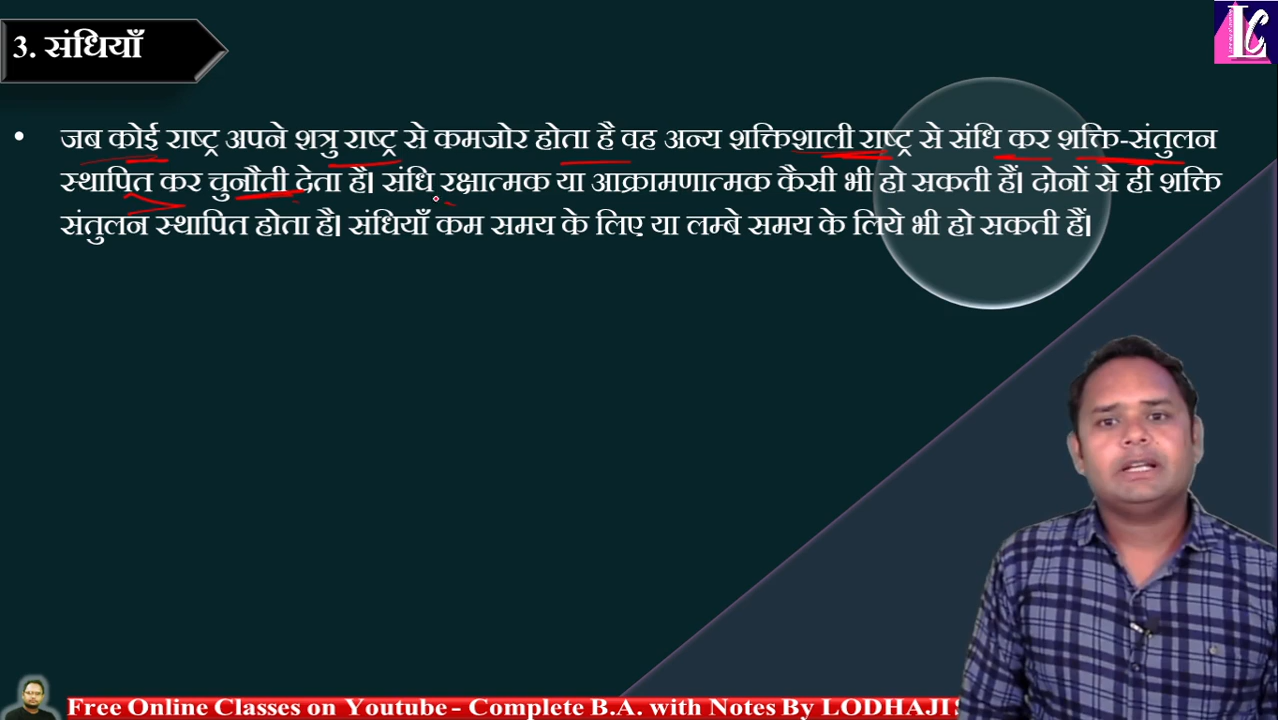 3. संधियाँ
LC
• जब कोई राष्ट्र अपने शत्रु राष्ट्र से कमजोर होता है वह अन्य शक्तिशाली राष्ट्र से संधि कर शक्ति-संतुलन
स्थापित कर चुनौती देता है। संधि रक्षात्मक या आक्रामणात्मक कैसी भी हो सकती हैं। दोनों से ही शक्ति
संतुलन स्थापित होता है। संधियाँ कम समय के लिए या लम्बे समय के लिये भी हो सकती हैं।
Free Online Classes on Youtube - Complete B.A. with Notes By LODHAJI